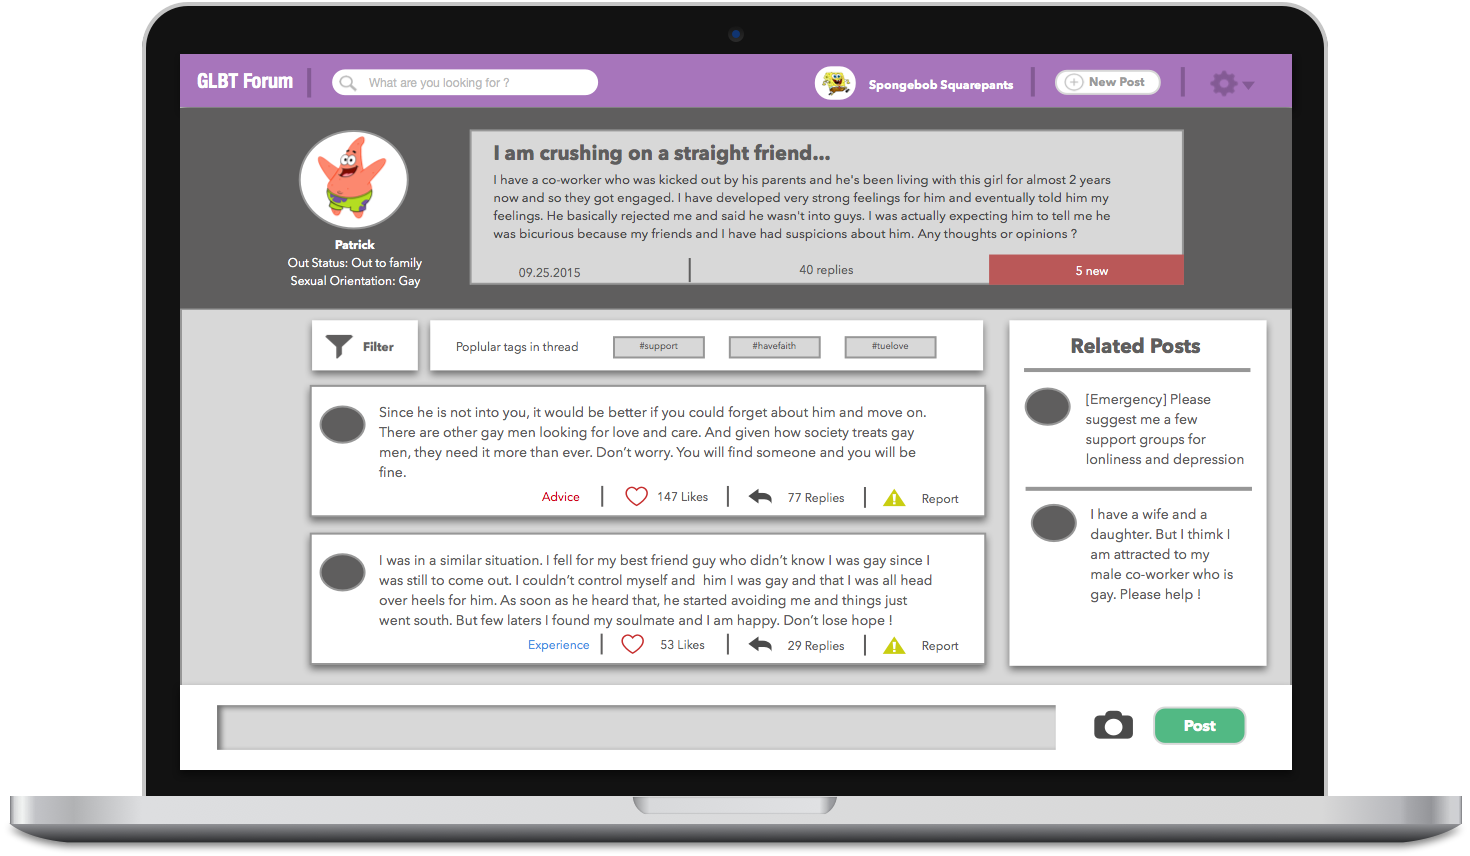 GLBT Forum
What are you looking for ?
Spongebob Squarepants
New Post
Patrick
Out Status: Out to family
Sexual Orientation: Gay
I am crushing on a straight friend...
I have a co-worker who was kicked out by his parents and he's been living with this girl for almost 2 years
now and so they got engaged. I have developed very strong feelings for him and eventually told him my
feelings. He basically rejected me and said he wasn't into guys. I was actually expecting him to tell me he
was bicurious because my friends and I have had suspicions about him. Any thoughts or opinions ?
09.25.2015
40 replies
5 new
Filter
Poplular tags in thread
#support
#havefaith
#tuelove
Since he is not into you, it would be better if you could forget about him and move on.
There are other gay men looking for love and care. And given how society treats gay
men, they need it more than ever. Don’t worry. You will find someone and you will be
fine.
Advice
147 Likes
77 Replies
Report
I was in a similar situation. I fell for my best friend guy who didn’t know I was gay since I
was still to come out. I couldn’t control myself and him I was gay and that I was all head
over heels for him. As soon as he heard that, he started avoiding me and things just
went south. But few laters I found my soulmate and I am happy. Don’t lose hope !
Experience
53 Likes
29 Replies
Report
Related Posts
[Emergency] Please
suggest me a few
support groups for
lonliness and depression
I have a wife and a
daughter. But I thimk I
am attracted to my
male co-worker who is
gay. Please help !
Post